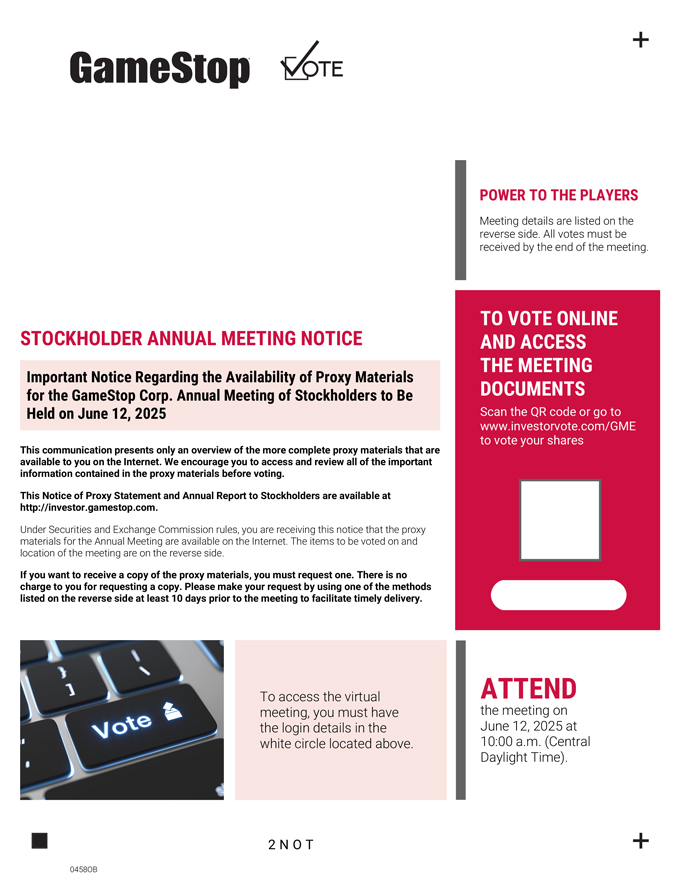 GameStop VOTE
POWER TO THE PLAYERS
Meeting details are listed on the
reverse side. All votes must be
received by the end of the meeting.
STOCKHOLDER ANNUAL MEETING NOTICE
Important Notice Regarding the Availability of Proxy Materials
for the GameStop Corp. Annual Meeting of Stockholders to Be
Held on June 12, 2025
This communication presents only an overview of the more complete proxy materials that are
available to you on the Internet. We encourage you to access and review all of the important
information contained in the proxy materials before voting.
This Notice of Proxy Statement and Annual Report to Stockholders are available at
http://investor.gamestop.com.
Under Securities and Exchange Commission rules, you are receiving this notice that the proxy
materials for the Annual Meeting are available on the Internet. The items to be voted on and
location of the meeting are on the reverse side.
If you want to receive a copy of the proxy materials, you must request one. There is no
charge to you for requesting a copy. Please make your request by using one of the methods
listed on the reverse side at least 10 days prior to the meeting to facilitate timely delivery.
TO VOTE ONLINE
AND ACCESS
THE MEETING
DOCUMENTS
Scan the QR code or go to
www.investorvote.com/GME
to vote your shares
Vote
To access the virtual
meeting, you must have
the login details in the
white circle located above.
ATTEND
the meeting on
June 12, 2025 at
10:00 a.m. (Central
Daylight Time).
2NOT
0458OB